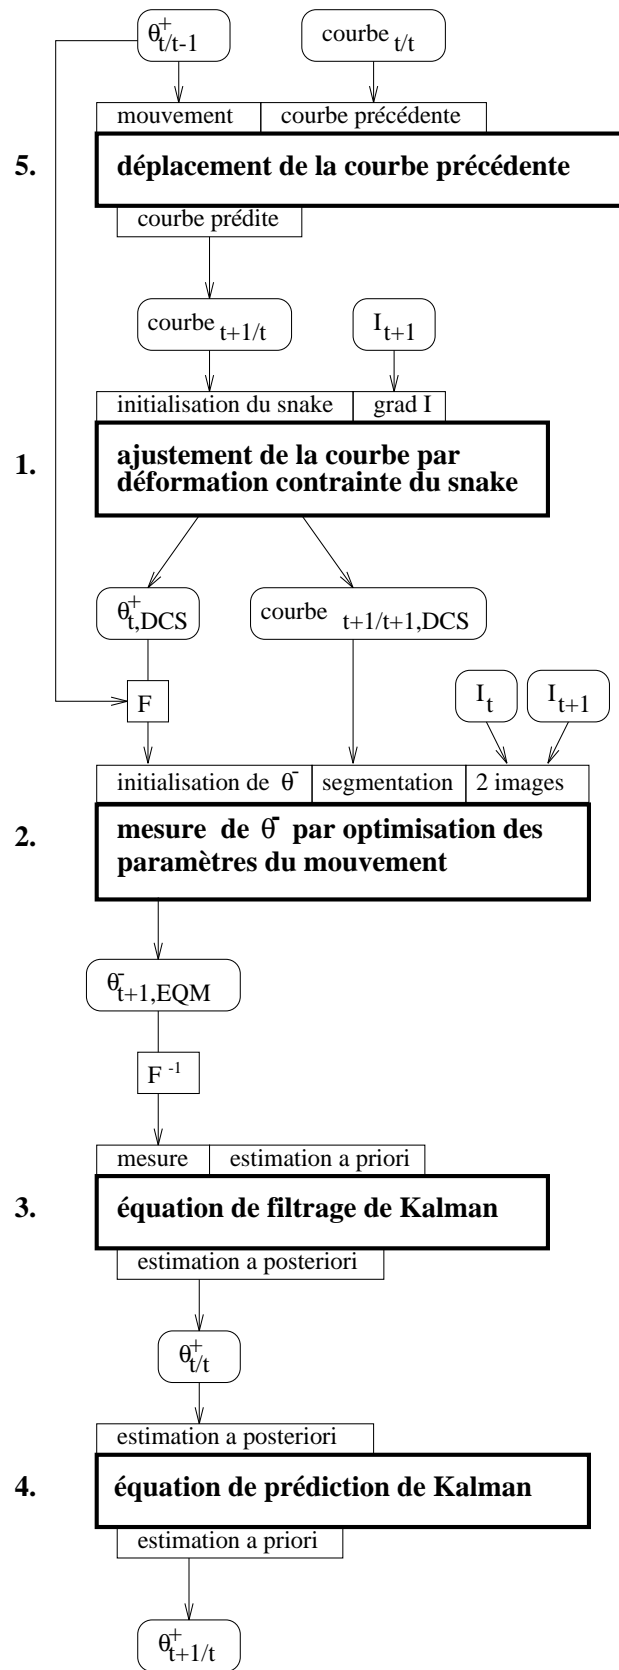 θ⁺t/t-1 courbe t/t
mouvement courbe précédente
5. déplacement de la courbe précédente
courbe prédite
courbe t+1/t It+1
initialisation du snake grad I
1. ajustement de la courbe par
déformation contrainte du snake
θ⁺t,DCS courbe t+1/t+1,DCS
F It It+1
initialisation de θ⁻ segmentation 2 images
2. mesure de θ⁻ par optimisation des
paramètres du mouvement
θ⁻t+1,EQM
F -1
mesure estimation a priori
3. équation de filtrage de Kalman
estimation a posteriori
θ⁺t/t
estimation a posteriori
4. équation de prédiction de Kalman
estimation a priori
θ⁺t+1/t